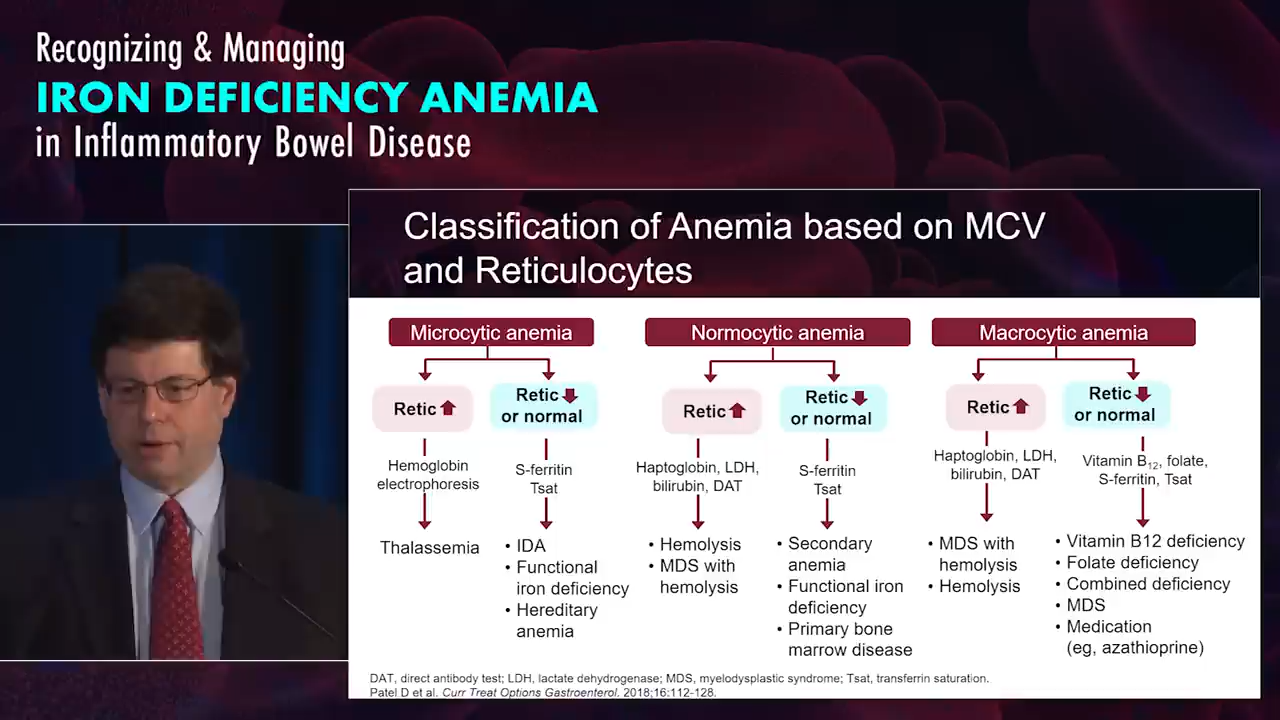 Recognizing & Managing
IRON DEFICIENCY ANEMIA
in Inflammatory Bowel Disease
Classification of Anemia based on MCV
and Reticulocytes
Microcytic anemia
Retic
Hemoglobin
electrophoresis
Thalassemia
Retic
or normal
S-ferritin
Tsat
• IDA
• Functional
iron deficiency
• Hereditary
anemia
Normocytic anemia
Retic
Haptoglobin, LDH,
bilirubin, DAT
• Hemolysis
• MDS with
hemolysis
Retic
or normal
S-ferritin
Tsat
• Secondary
anemia
• Functional iron
deficiency
• Primary bone
marrow disease
Macrocytic anemia
Retic
Haptoglobin, LDH,
bilirubin, DAT
• MDS with
hemolysis
• Hemolysis
Retic
or normal
Vitamin B12, folate,
S-ferritin, Tsat
• Vitamin B12 deficiency
• Folate deficiency
• Combined deficiency
• MDS
• Medication
(eg, azathioprine)
DAT, direct antibody test; LDH, lactate dehydrogenase; MDS, myelodysplastic syndrome; Tsat, transferrin saturation.
Patel D et al. Curr Treat Options Gastroenterol. 2018;16:112-128.